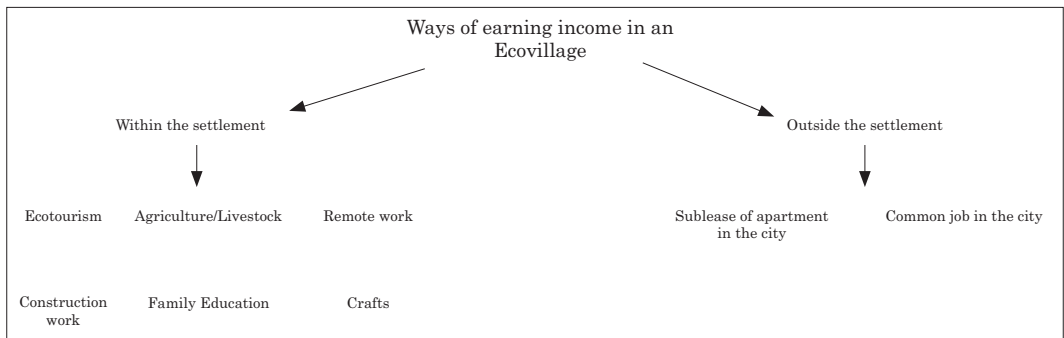 Ways of earning income in an
Ecovillage
Within the settlement
Outside the settlement
Ecotourism
Agriculture/Livestock
Remote work
Sublease of apartment
in the city
Common job in the city
Construction
work
Family Education
Crafts